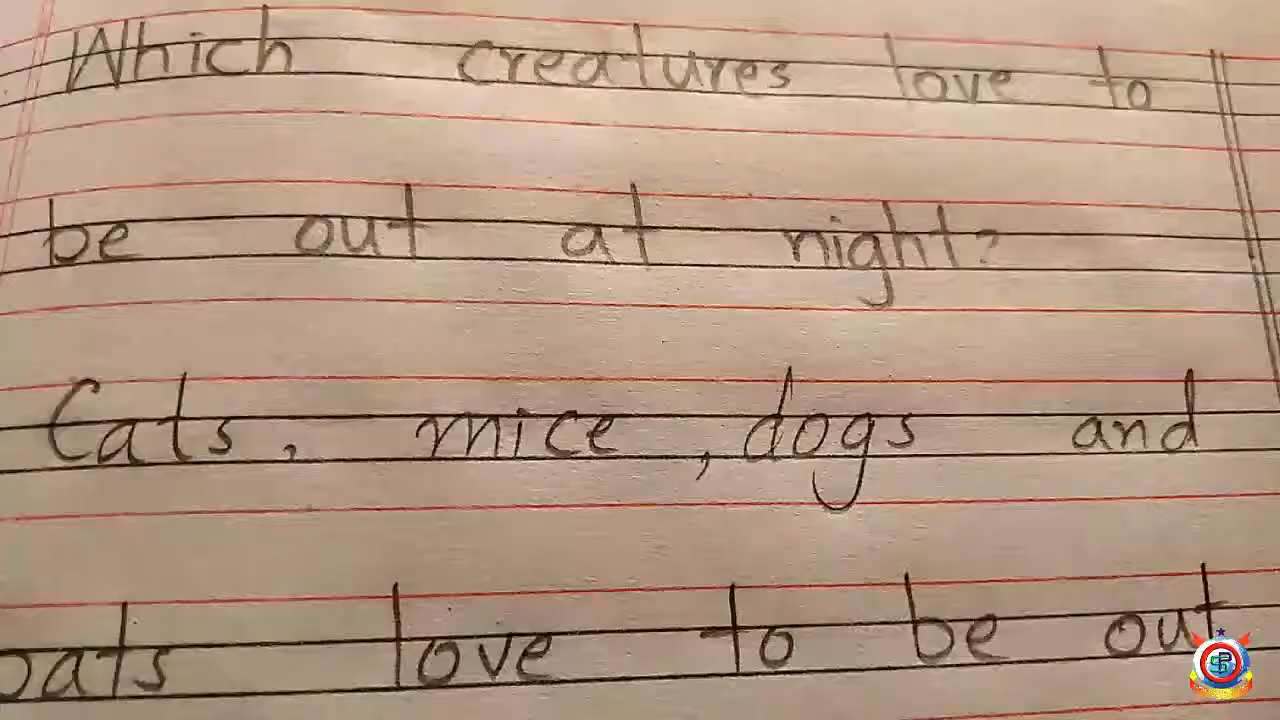 Which creatures love to
be out at night?
Cats, mice, dogs and
bats love to be out